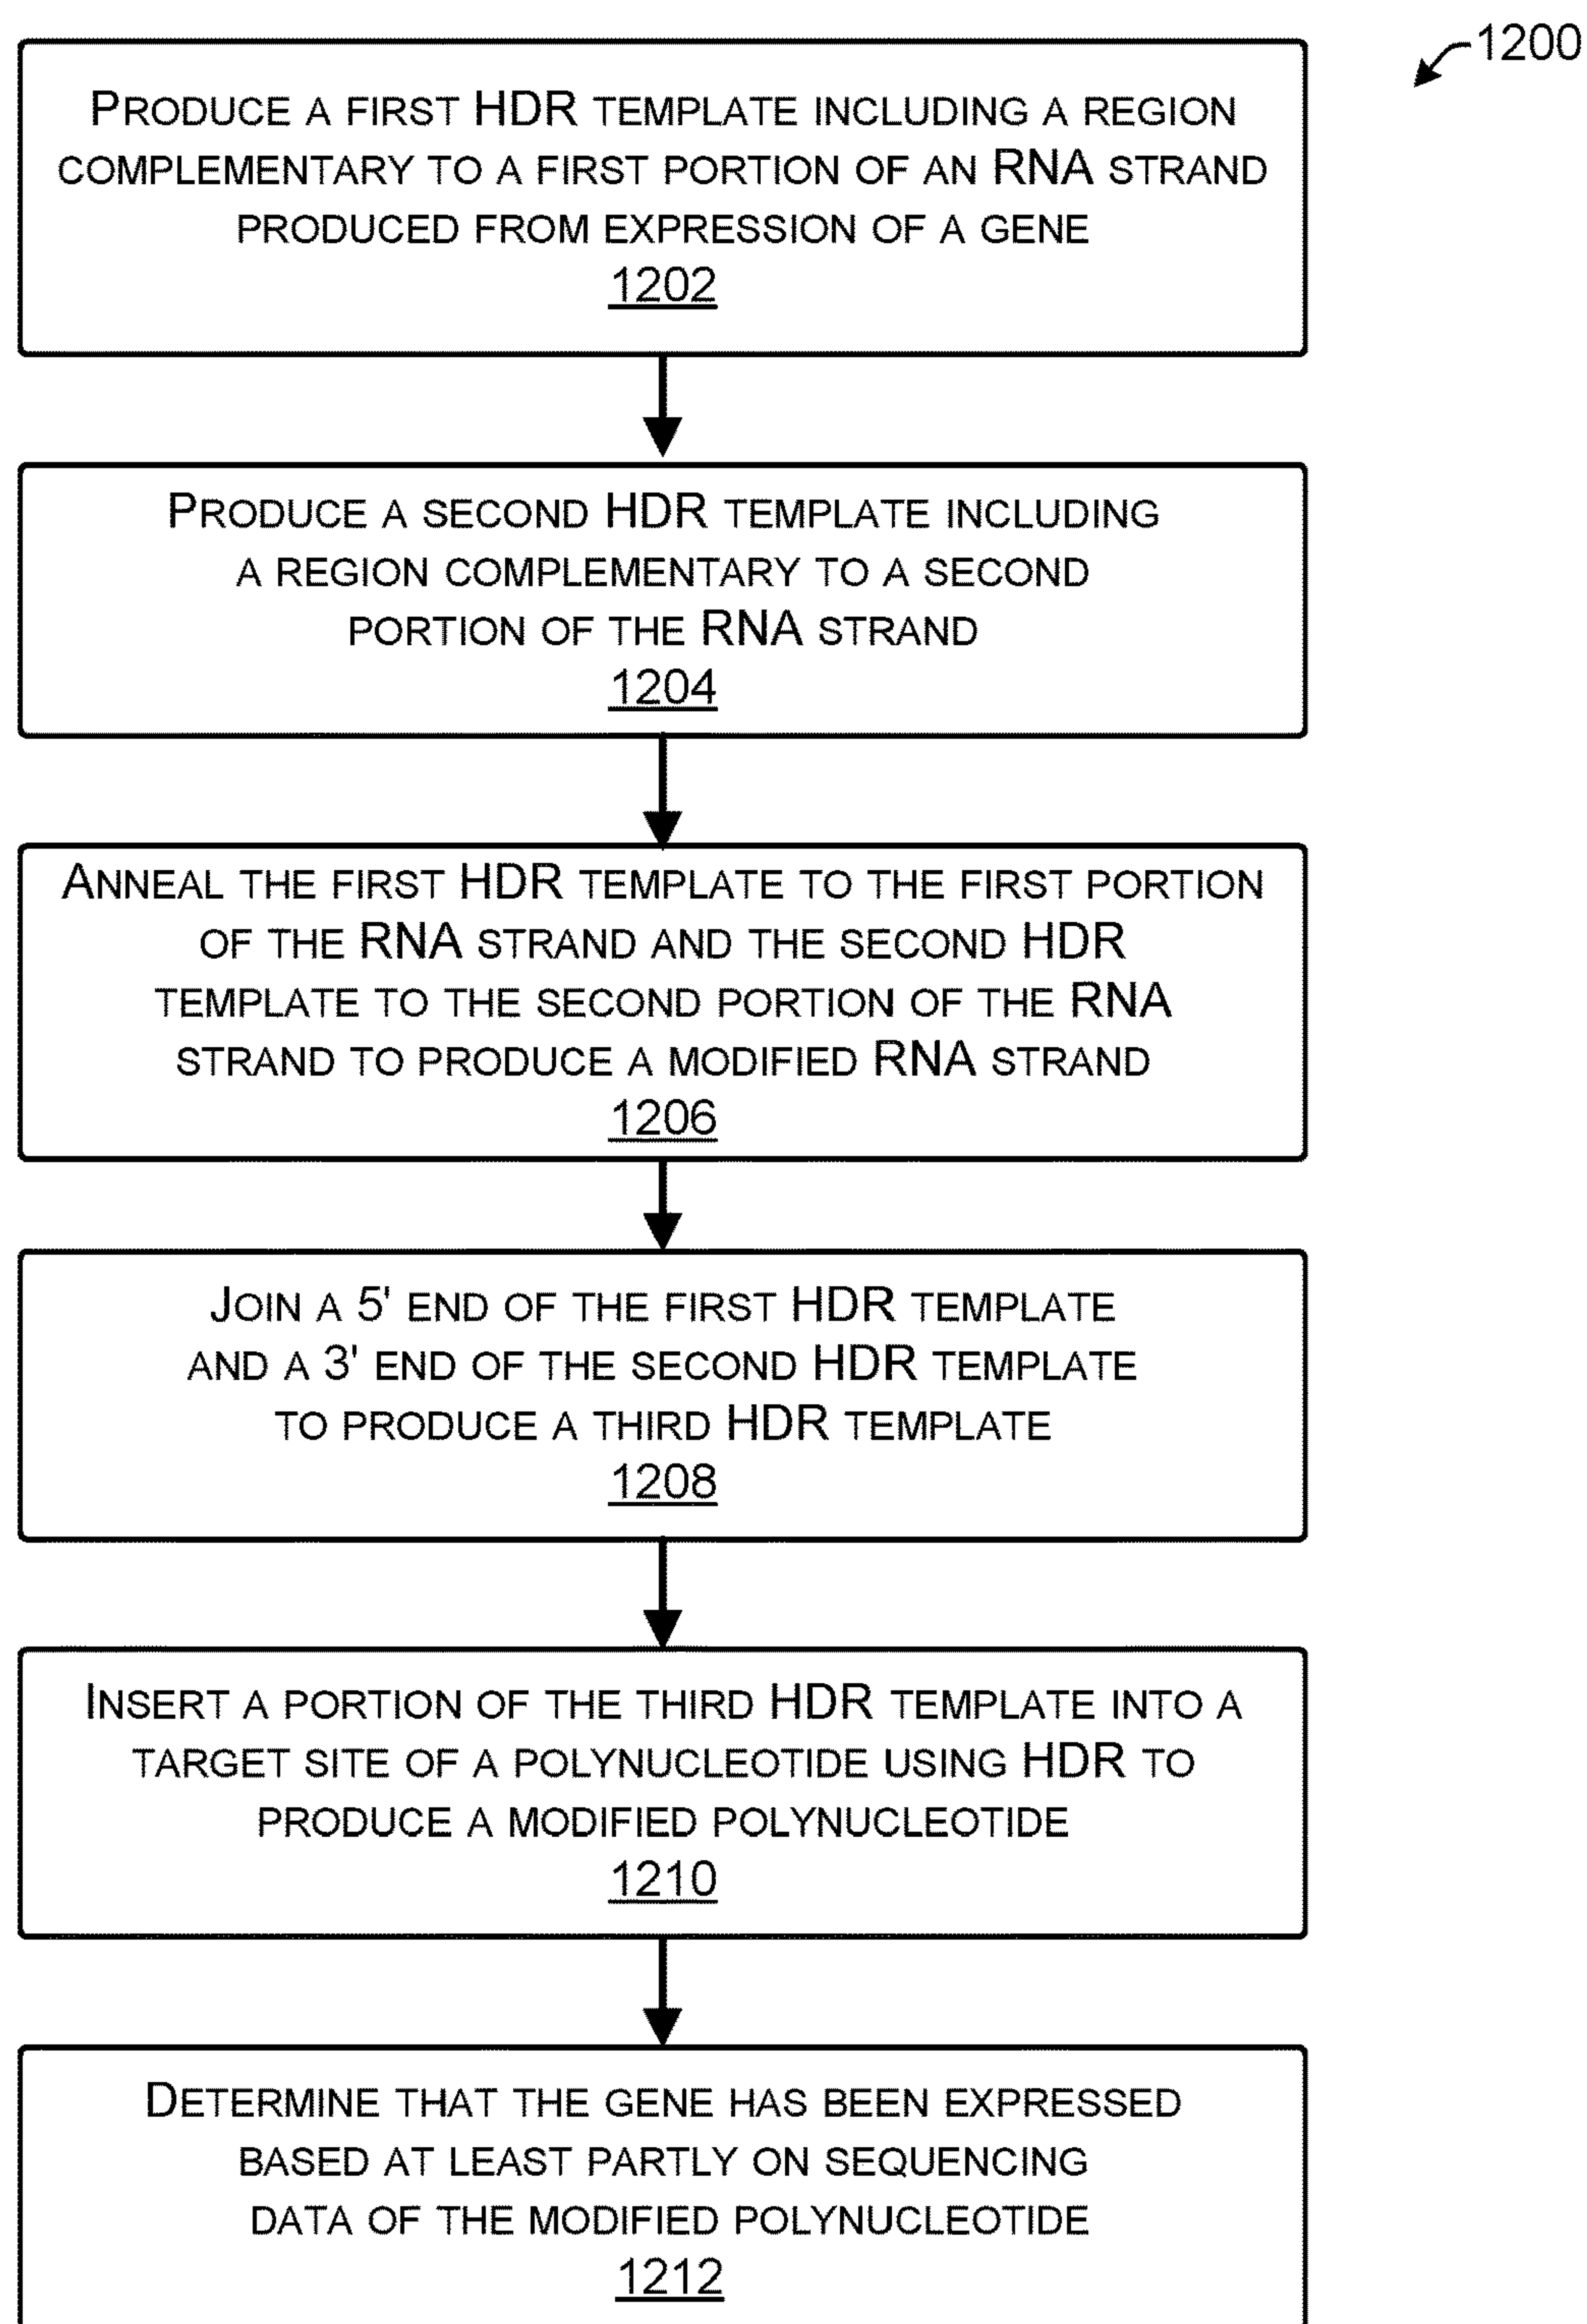 1200
PRODUCE A FIRST HDR TEMPLATE INCLUDING A REGION
COMPLEMENTARY TO A FIRST PORTION OF AN RNA STRAND
PRODUCED FROM EXPRESSION OF A GENE
1202
PRODUCE A SECOND HDR TEMPLATE INCLUDING
A REGION COMPLEMENTARY TO A SECOND
PORTION OF THE RNA STRAND
1204
ANNEAL THE FIRST HDR TEMPLATE TO THE FIRST PORTION
OF THE RNA STRAND AND THE SECOND HDR
TEMPLATE TO THE SECOND PORTION OF THE RNA
STRAND TO PRODUCE A MODIFIED RNA STRAND
1206
JOIN A 5' END OF THE FIRST HDR TEMPLATE
AND A 3' END OF THE SECOND HDR TEMPLATE
TO PRODUCE A THIRD HDR TEMPLATE
1208
INSERT A PORTION OF THE THIRD HDR TEMPLATE INTO A
TARGET SITE OF A POLYNUCLEOTIDE USING HDR TO
PRODUCE A MODIFIED POLYNUCLEOTIDE
1210
DETERMINE THAT THE GENE HAS BEEN EXPRESSED
BASED AT LEAST PARTLY ON SEQUENCING
DATA OF THE MODIFIED POLYNUCLEOTIDE
1212